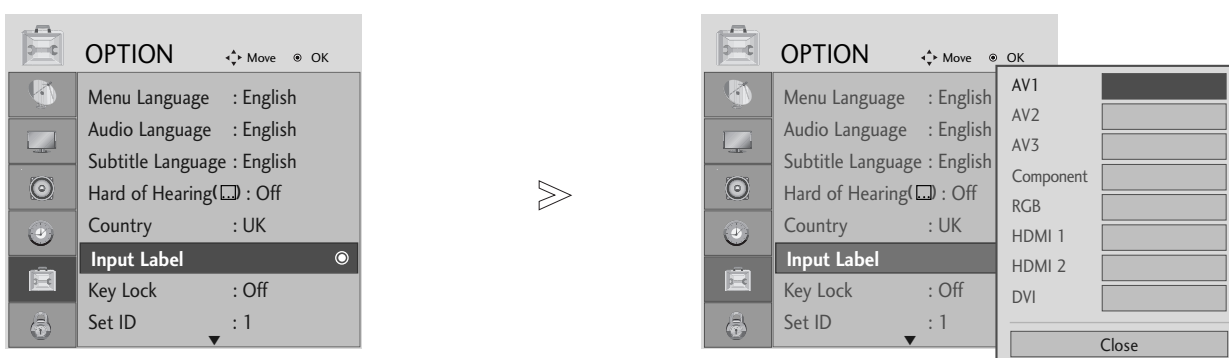 OPTION Move OK
Menu Language : English
Audio Language : English
Subtitle Language : English
Hard of Hearing( ) : Off
Country : UK
Input Label
Key Lock : Off
Set ID : 1
OPTION Move OK
Menu Language : English
Audio Language : English
Subtitle Language : English
Hard of Hearing( ) : Off
Country : UK
Input Label
Key Lock : Off
Set ID : 1
AV1
AV2
AV3
Component
RGB
HDMI 1
HDMI 2
DVI
Close